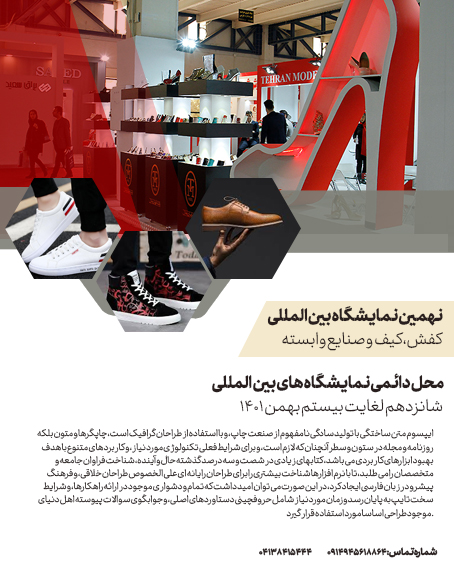 SAEED
TEHRAN MODE
Today
نهمین نمایشگاه بین المللی
کفش، کیف و صنایع وابسته
محل دائمی نمایشگاه های بین المللی
شانزدهم لغایت بیستم بهمن ۱۴۰۱
ایپسوم متن ساختگی با تولید سادگی نامفهوم از صنعت چاپ، و با استفاده از طراحان گرافیک است، چاپگرها و متون بلکه
روزنامه و مجله در ستون و سطر آنچنان که لازم است، و برای شرایط فعلی تکنولوژی مورد نیاز، و کاربردهای متنوع با هدف
بهبود ابزارهای کاربردی می باشد، کتابهای زیادی در شصت و سه درصد گذشته حال و آینده، شناخت فراوان جامعه و
متخصصان را می طلبد، تا با نرم افزارها شناخت بیشتری را برای طراحان رایانه ای علی الخصوص طراحان خلاقی، و فرهنگ
پیشرو در زبان فارسی ایجاد کرد، در این صورت می توان امید داشت که تمام و دشواری موجود در ارائه راهکارها، و شرایط
سخت تایپ به پایان رسد و زمان مورد نیاز شامل حروفچینی دستاوردهای اصلی، و جوابگوی سوالات پیوسته اهل دنیای
موجود طراحی اساسا مورد استفاده قرار گیرد.
شماره تماس: ۰۹۱۴۹۴۵۶۱۸۸۶۴ ۰۴۱۳۸۴۱۵۴۴۴